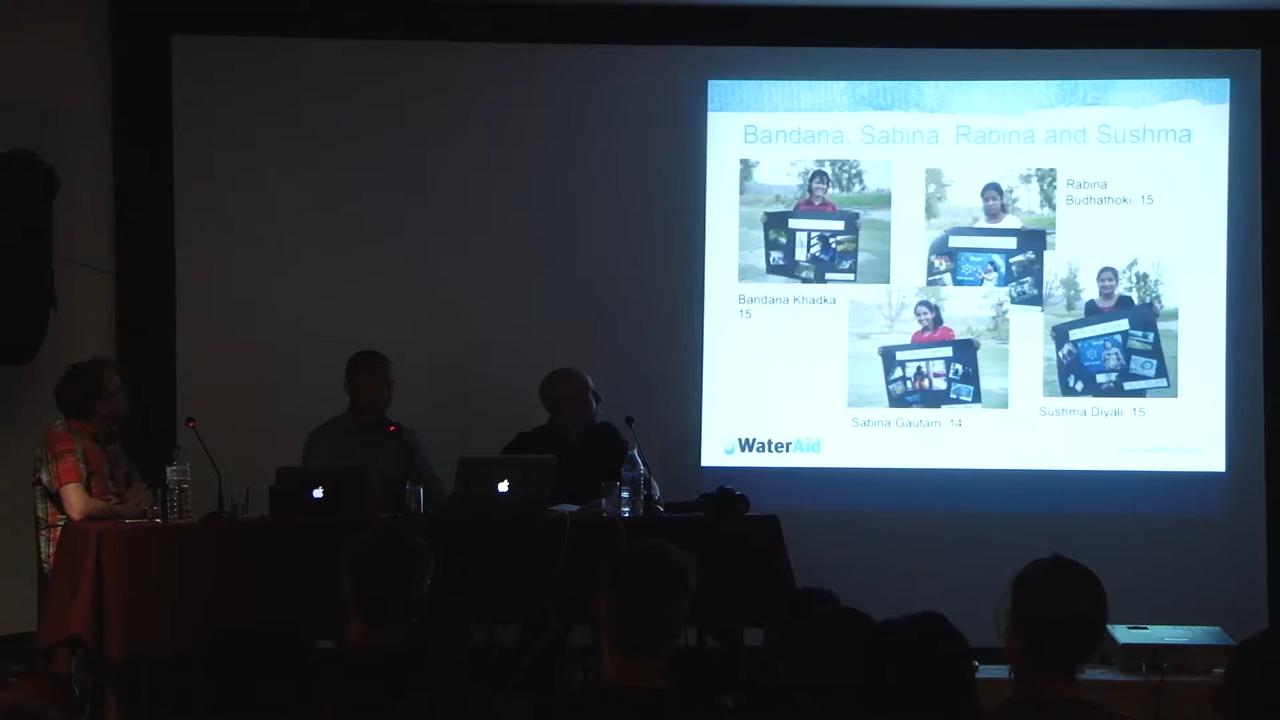 Bandana, Sabina, Rabina and Sushma
Rabina
Budhathoki, 15
Bandana Khadka
15
Sabina Gautam, 14
Sushma Diyali, 15
WaterAid